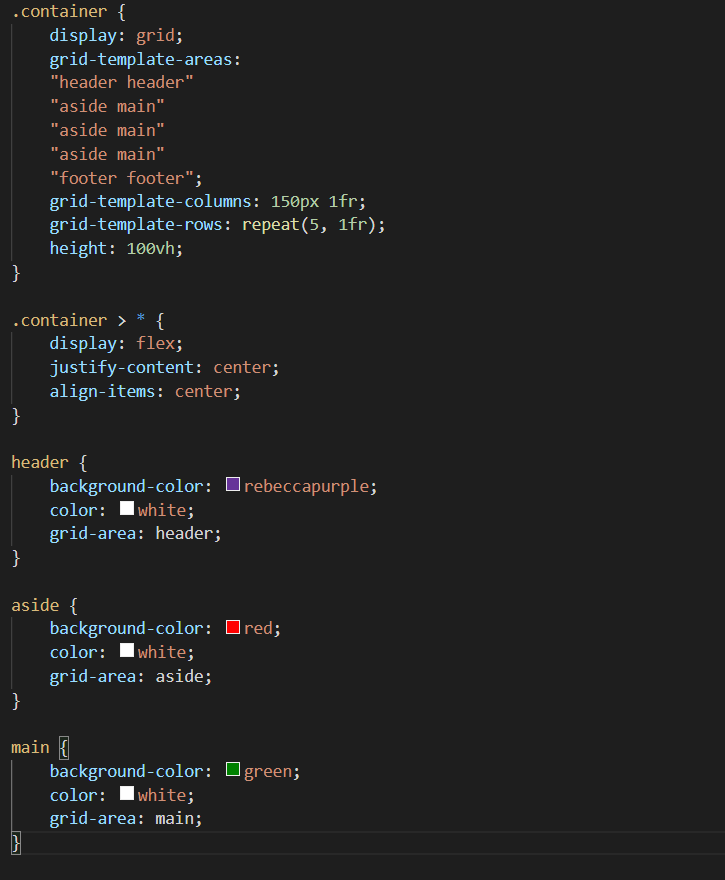 .container {
    display: grid;
    grid-template-areas:
    "header header"
    "aside main"
    "aside main"
    "aside main"
    "footer footer";
    grid-template-columns: 150px 1fr;
    grid-template-rows: repeat(5, 1fr);
    height: 100vh;
}

.container > * {
    display: flex;
    justify-content: center;
    align-items: center;
}

header {
    background-color: rebeccapurple;
    color: white;
    grid-area: header;
}

aside {
    background-color: red;
    color: white;
    grid-area: aside;
}

main {
    background-color: green;
    color: white;
    grid-area: main;
}